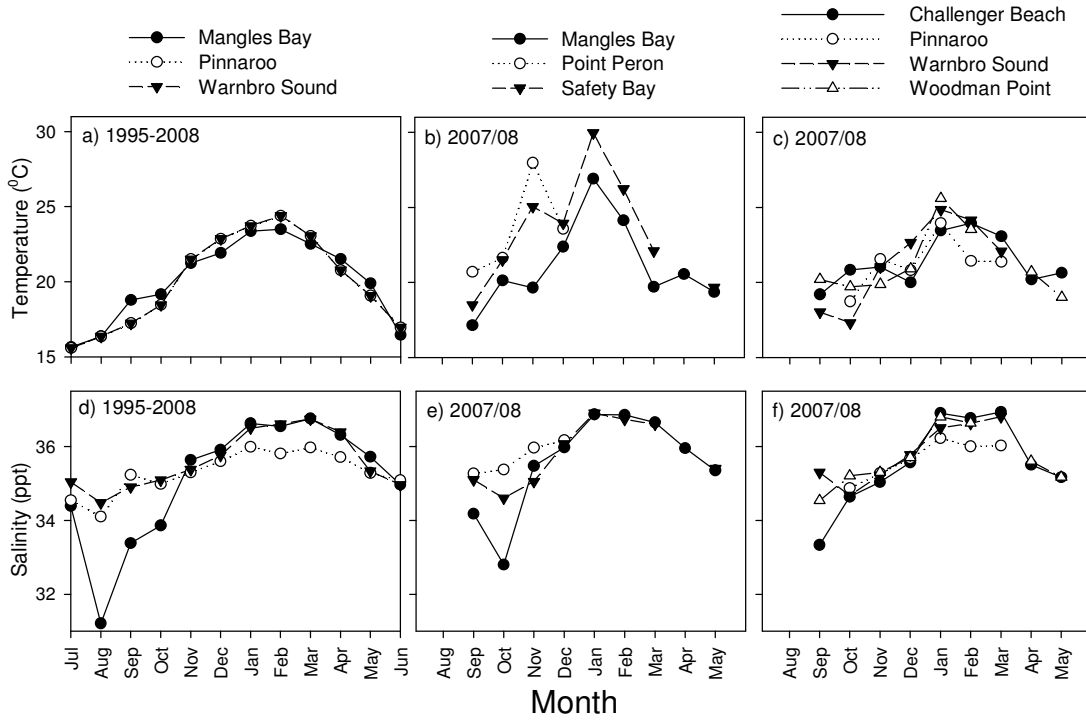 Mangles Bay
Pinnaroo
Warnbro Sound
Mangles Bay
Point Peron
Safety Bay
Challenger Beach
Pinnaroo
Warnbro Sound
Woodman Point
a) 1995-2008
b) 2007/08
c) 2007/08
Temperature (⁰C)
30
25
20
15
d) 1995-2008
e) 2007/08
f) 2007/08
Salinity (ppt)
36
34
32
Jul Aug Sep Oct Nov Dec Jan Feb Mar Apr May Jun
Aug Sep Oct Nov Dec Jan Feb Mar Apr May
Aug Sep Oct Nov Dec Jan Feb Mar Apr May
Month